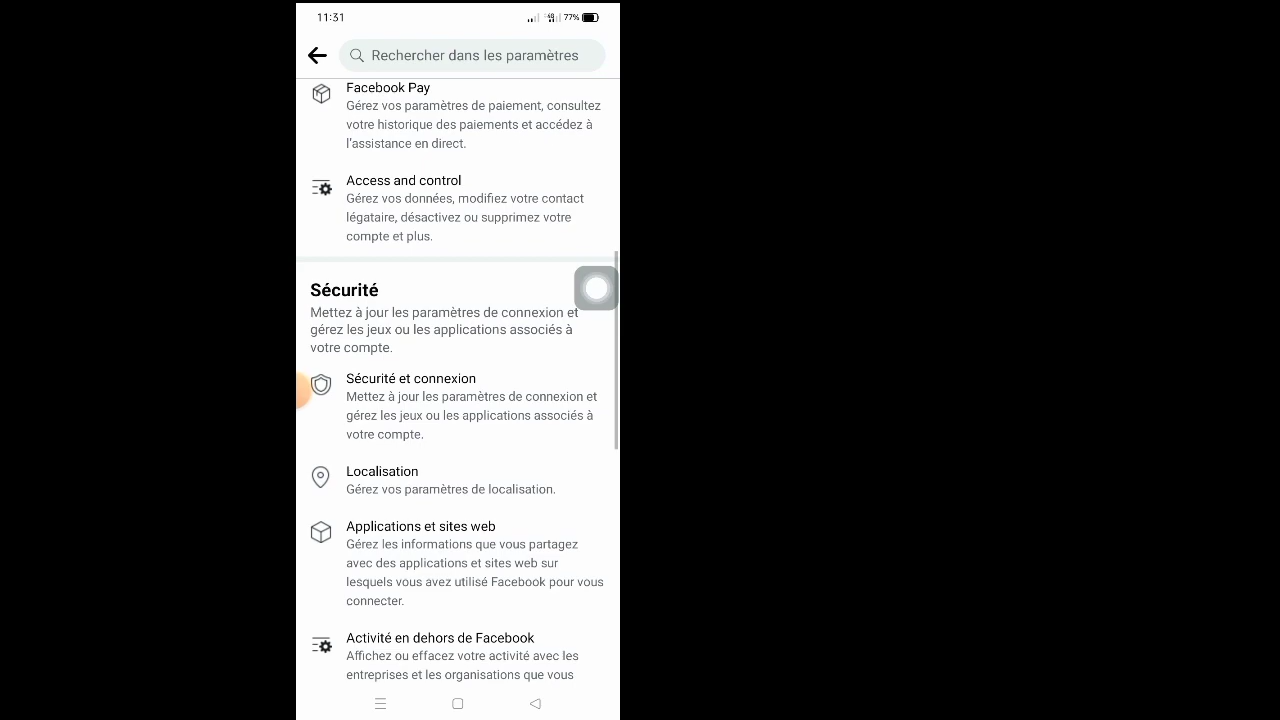 11:31
77%
Rechercher dans les paramètres
Facebook Pay
Gérez vos paramètres de paiement, consultez
votre historique des paiements et accédez à
l'assistance en direct.
Access and control
Gérez vos données, modifiez votre contact
légataire, désactivez ou supprimez votre
compte et plus.
Sécurité
Mettez à jour les paramètres de connexion et
gérez les jeux ou les applications associés à
votre compte.
Sécurité et connexion
Mettez à jour les paramètres de connexion et
gérez les jeux ou les applications associés à
votre compte.
Localisation
Gérez vos paramètres de localisation.
Applications et sites web
Gérez les informations que vous partagez
avec des applications et sites web sur
lesquels vous avez utilisé Facebook pour vous
connecter.
Activité en dehors de Facebook
Affichez ou effacez votre activité avec les
entreprises et les organisations que vous